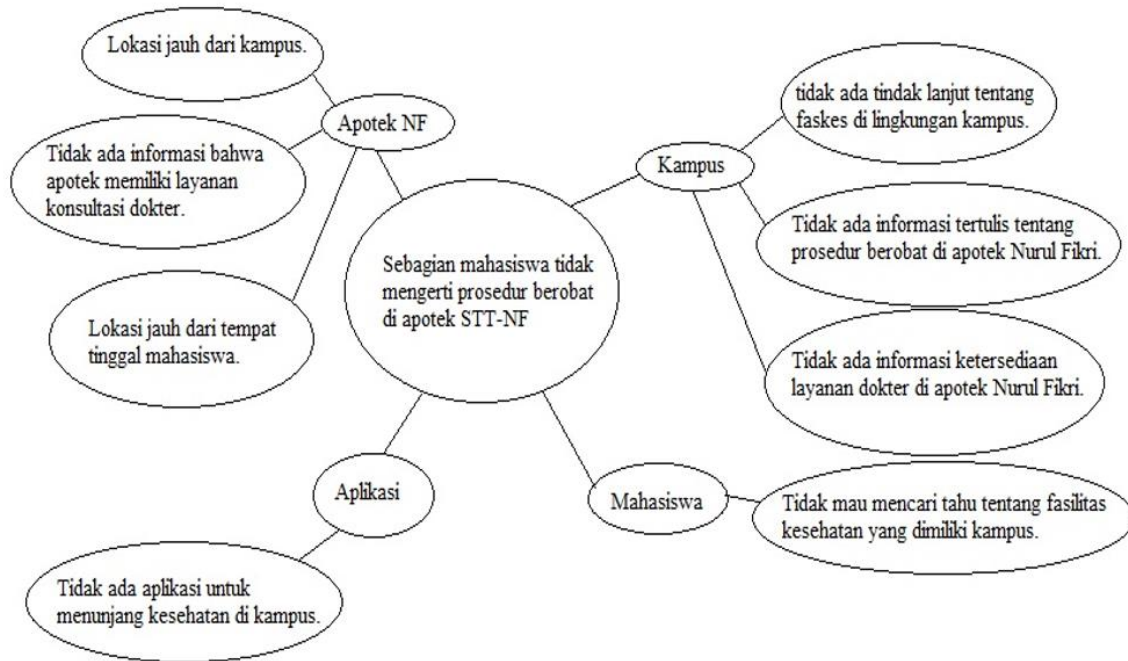 Lokasi jauh dari kampus.
Apotek NF
Tidak ada informasi bahwa
apotek memiliki layanan
konsultasi dokter.
Lokasi jauh dari tempat
tinggal mahasiswa.
Sebagian mahasiswa tidak
mengerti prosedur berobat
di apotek STT-NF
Kampus
tidak ada tindak lanjut tentang
faskes di lingkungan kampus.
Tidak ada informasi tertulis tentang
prosedur berobat di apotek Nurul Fikri.
Tidak ada informasi ketersediaan
layanan dokter di apotek Nurul Fikri.
Aplikasi
Tidak ada aplikasi untuk
menunjang kesehatan di kampus.
Mahasiswa
Tidak mau mencari tahu tentang fasilitas
kesehatan yang dimiliki kampus.